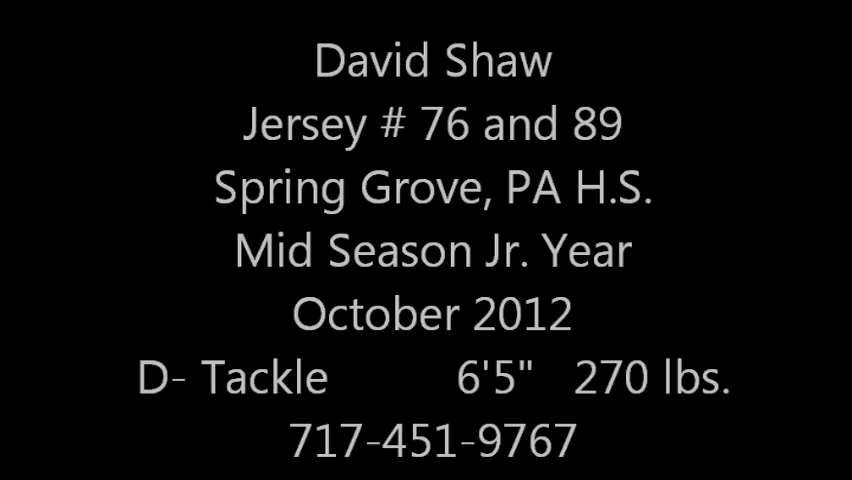 David Shaw
Jersey # 76 and 89
Spring Grove, PA H.S.
Mid Season Jr. Year
October 2012
D- Tackle 6'5" 270 lbs.
717-451-9767